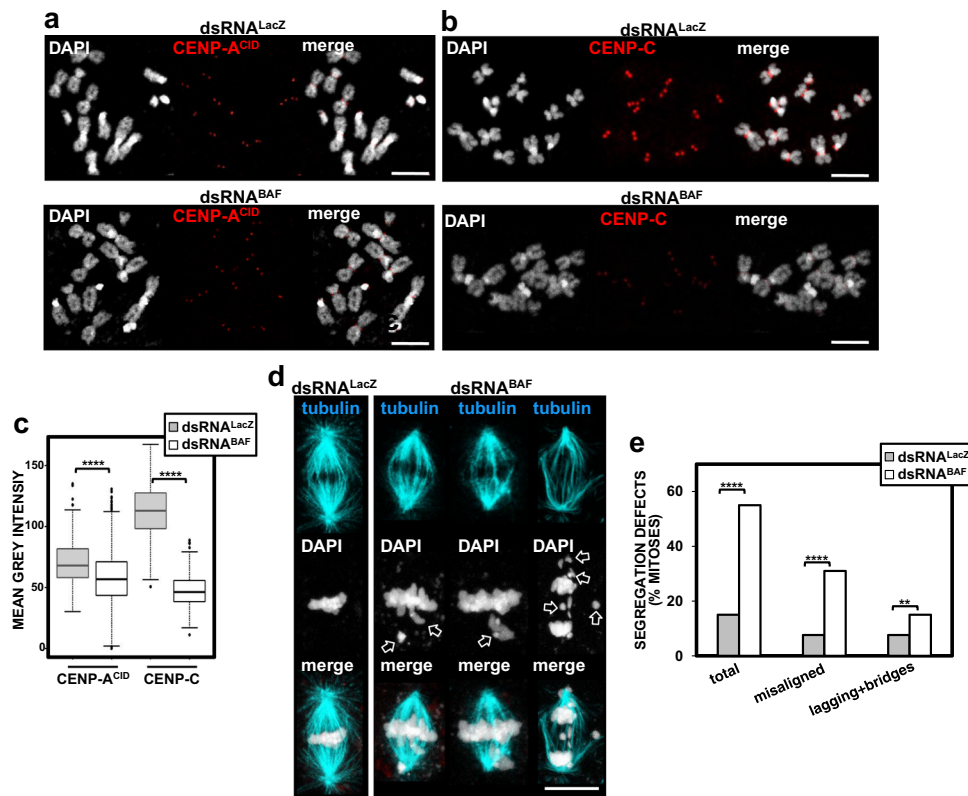 a
dsRNA^LacZ
DAPI CENP-A^CID merge
dsRNA^BAF
DAPI CENP-A^CID merge
b
dsRNA^LacZ
DAPI CENP-C merge
dsRNA^BAF
DAPI CENP-C merge
c
dsRNA^LacZ
dsRNA^BAF
MEAN GREY INTENSIY
150
100
50
0
**** ****
CENP-A^CID CENP-C
d
dsRNA^LacZ dsRNA^BAF
tubulin tubulin tubulin tubulin
DAPI DAPI DAPI DAPI
merge merge merge merge
e
dsRNA^LacZ
dsRNA^BAF
SEGREGATION DEFECTS
(% MITOSES)
60
40
20
0
****
****
**
total misaligned lagging+bridges